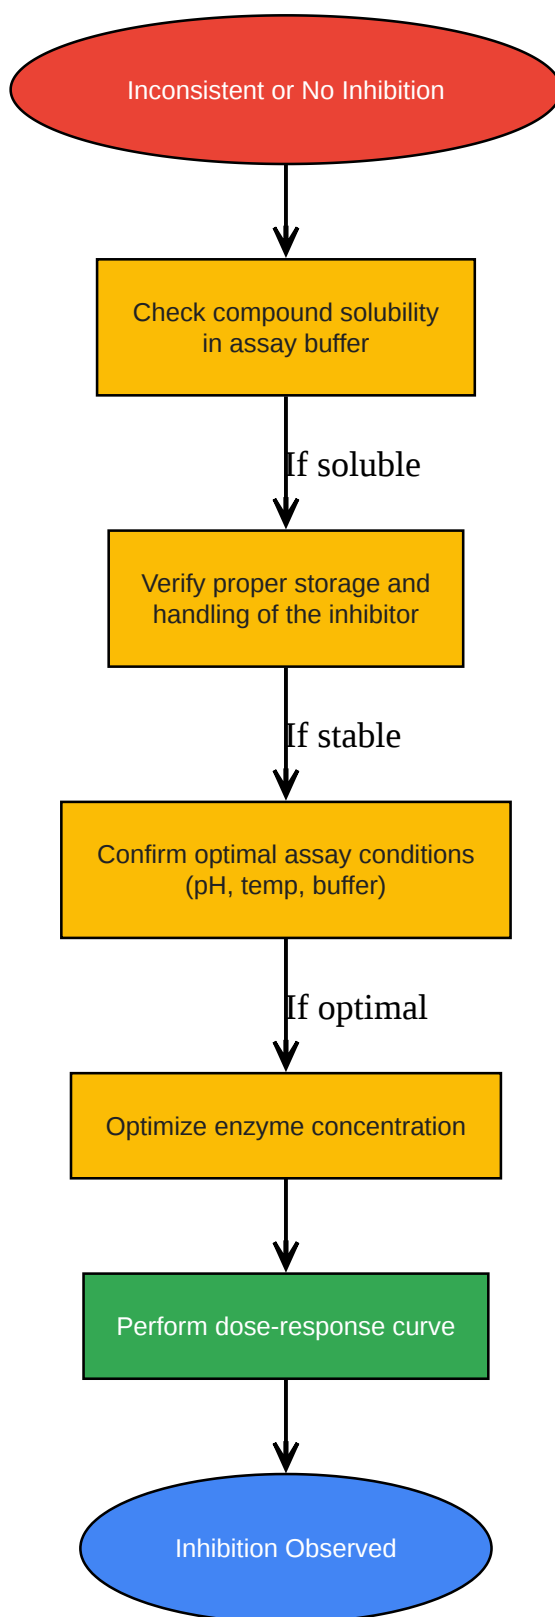 Inconsistent or No Inhibition
Check compound solubility
in assay buffer
If soluble
Verify proper storage and
handling of the inhibitor
If stable
Confirm optimal assay conditions
(pH, temp, buffer)
If optimal
Optimize enzyme concentration
Perform dose-response curve
Inhibition Observed